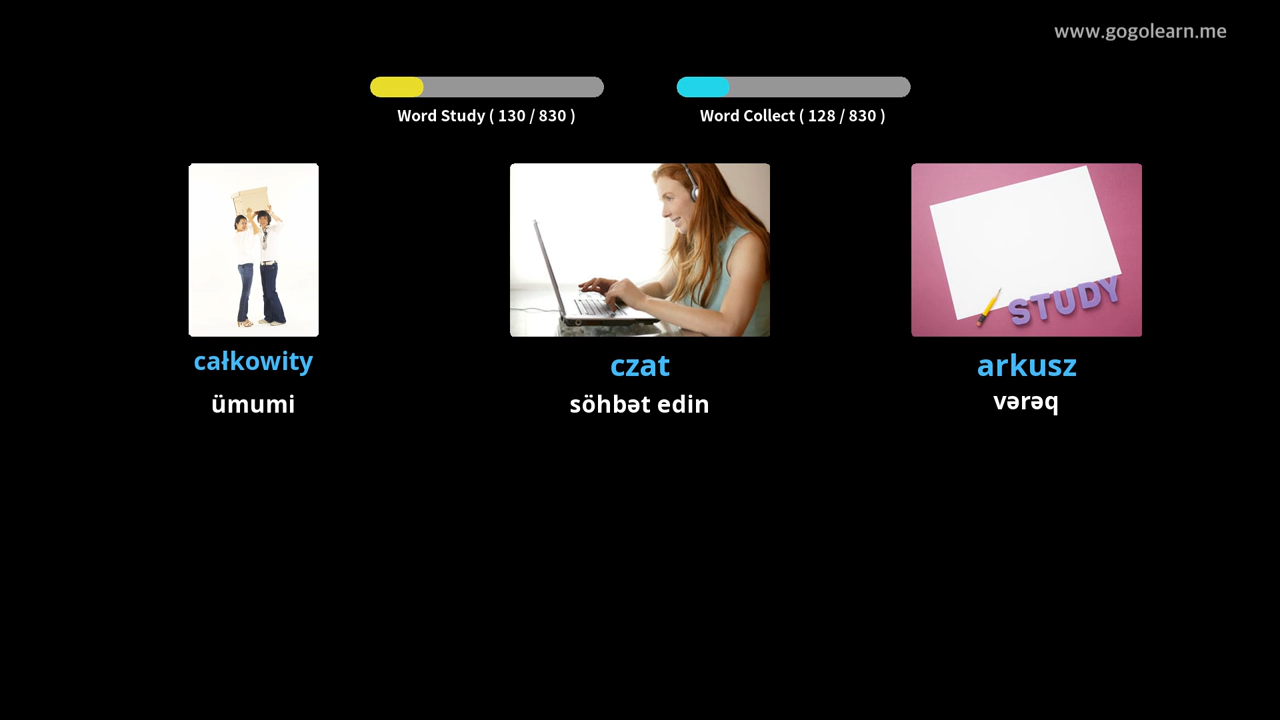 www.gogolearn.me
Word Study ( 130 / 830 )
Word Collect ( 128 / 830 )
STUDY
całkowity
czat
arkusz
ümumi
söhbət edin
vərəq